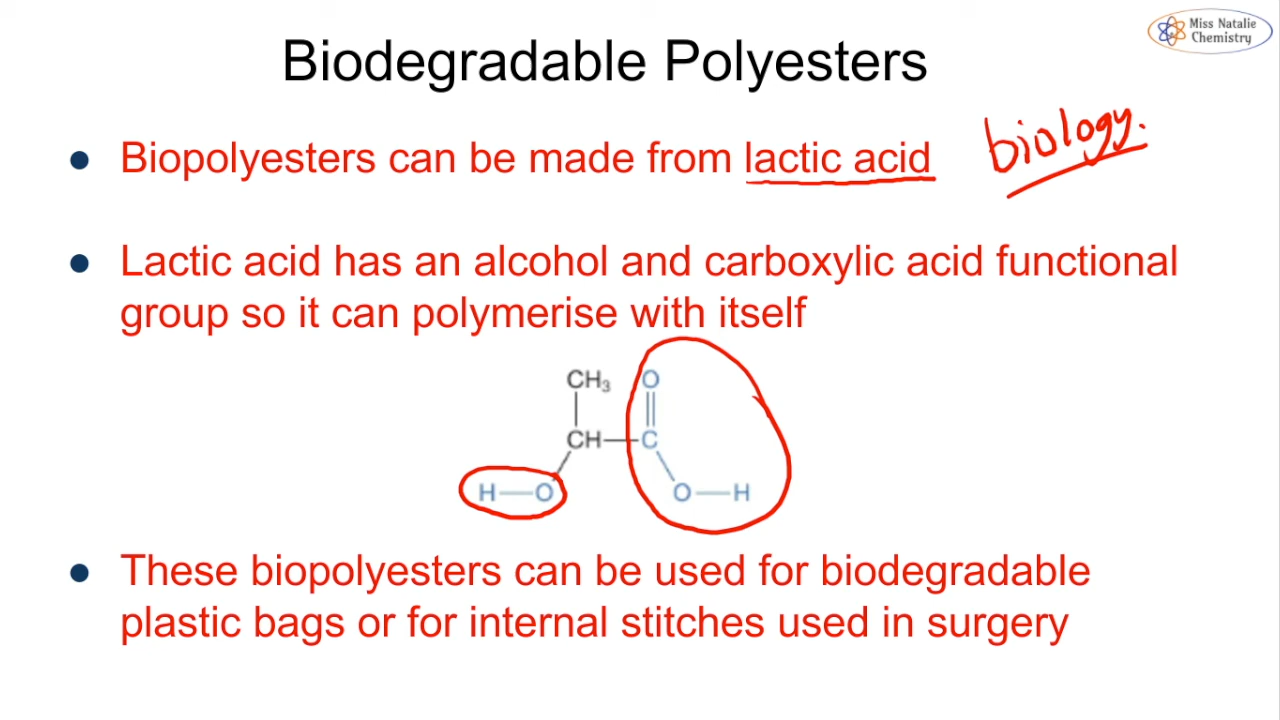 Miss Natalie
Chemistry
Biodegradable Polyesters
biology.
• Biopolyesters can be made from lactic acid
• Lactic acid has an alcohol and carboxylic acid functional
group so it can polymerise with itself
CH₃ O
CH—C
H—O O—H
• These biopolyesters can be used for biodegradable
plastic bags or for internal stitches used in surgery